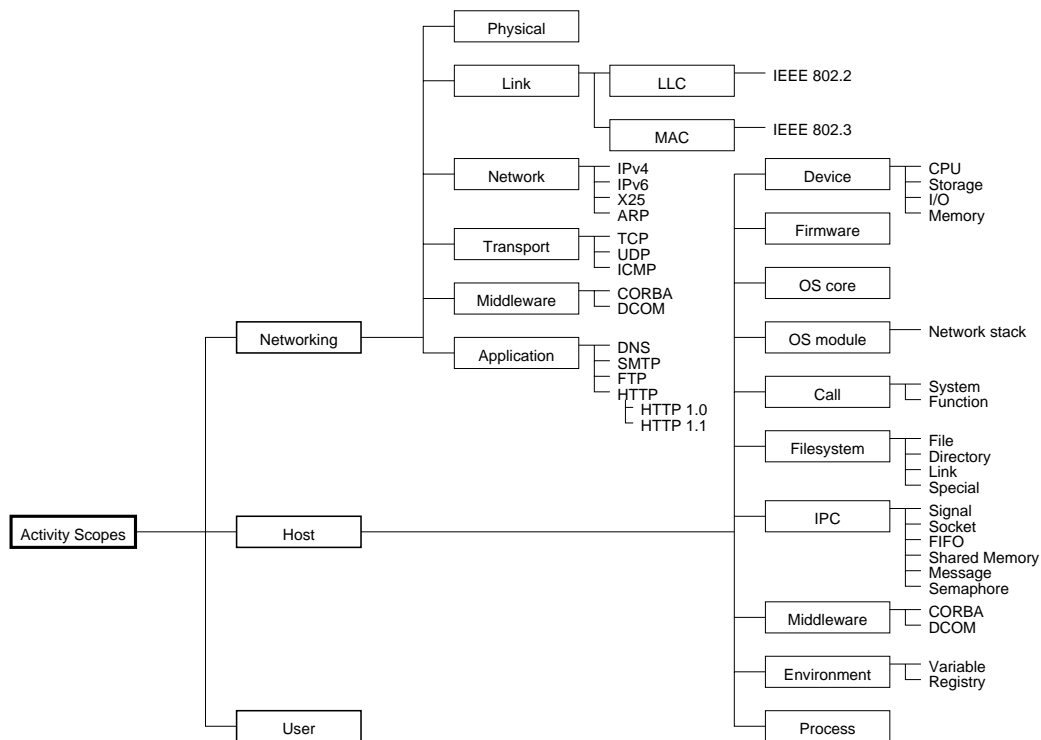 Activity Scopes
Networking
Physical
Link
LLC
IEEE 802.2
MAC
IEEE 802.3
Network
IPv4
IPv6
X25
ARP
Transport
TCP
UDP
ICMP
Middleware
CORBA
DCOM
Application
DNS
SMTP
FTP
HTTP
HTTP 1.0
HTTP 1.1
Host
Device
CPU
Storage
I/O
Memory
Firmware
OS core
OS module
Network stack
Call
System
Function
Filesystem
File
Directory
Link
Special
IPC
Signal
Socket
FIFO
Shared Memory
Message
Semaphore
Middleware
CORBA
DCOM
Environment
Variable
Registry
Process
User